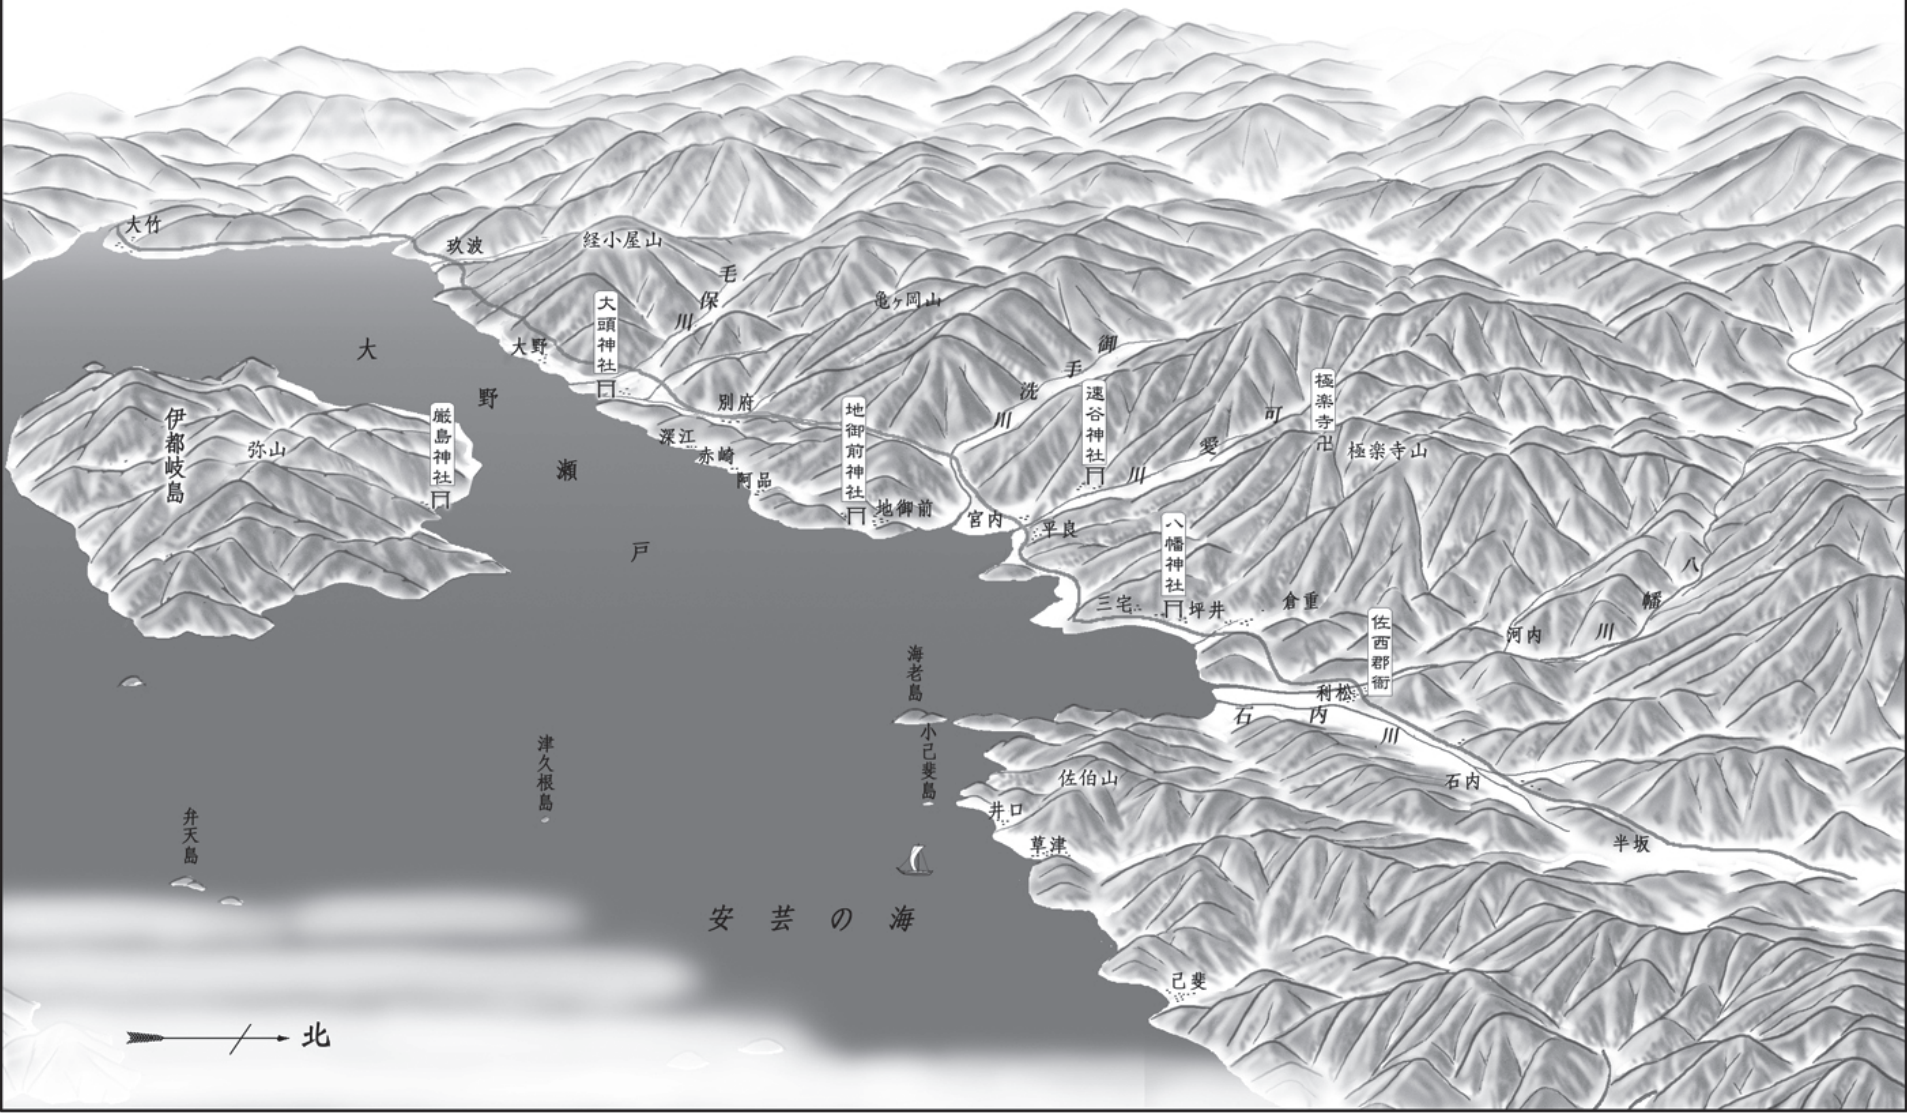 大竹
玖波
経小屋山
毛保川
亀ヶ岡山
大頭神社
大野
大野瀬戸
別府
深江
赤崎
阿品
地御前神社
地御前
御手洗川
宮内
速谷神社
平良
可愛川
極楽寺
極楽寺山
伊都岐島
弥山
厳島神社
八幡神社
三宅
坪井
倉重
佐西郡衙
利松
河内
八幡川
石内川
石内
半坂
海老島
小己斐島
津久根島
弁天島
佐伯山
井口
草津
己斐
安芸の海
北